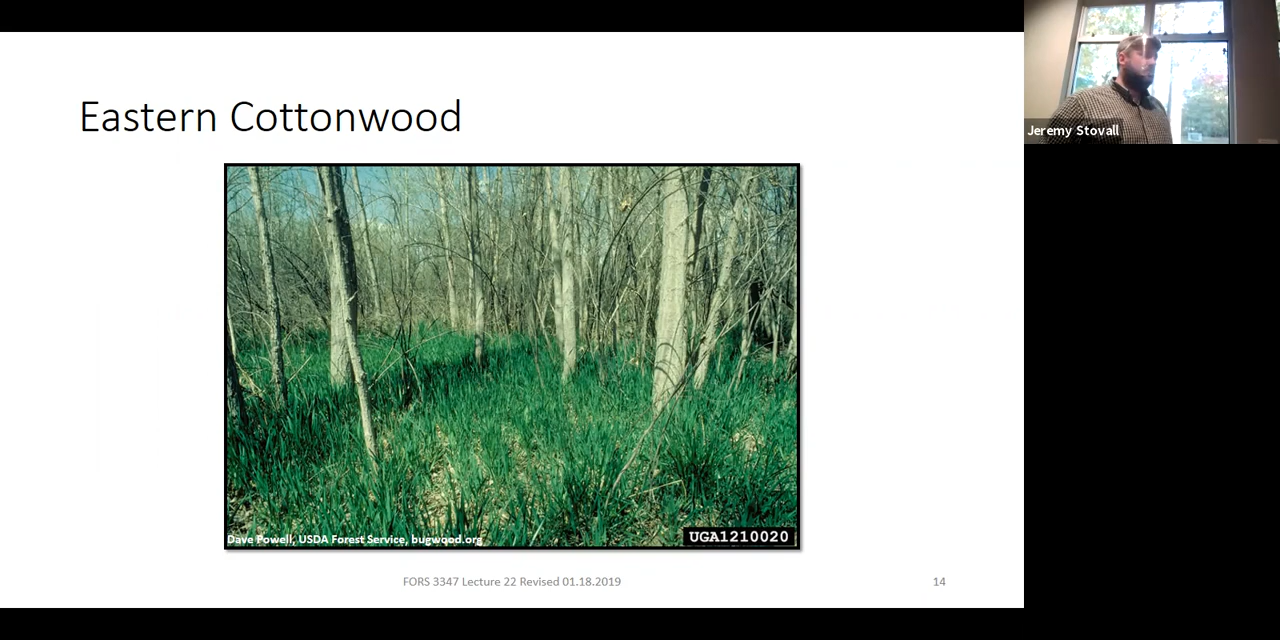 Eastern Cottonwood
Jeremy Stovall
Dave Powell, USDA Forest Service, bugwood.org
UGA1210020
FORS 3347 Lecture 22 Revised 01.18.2019
14